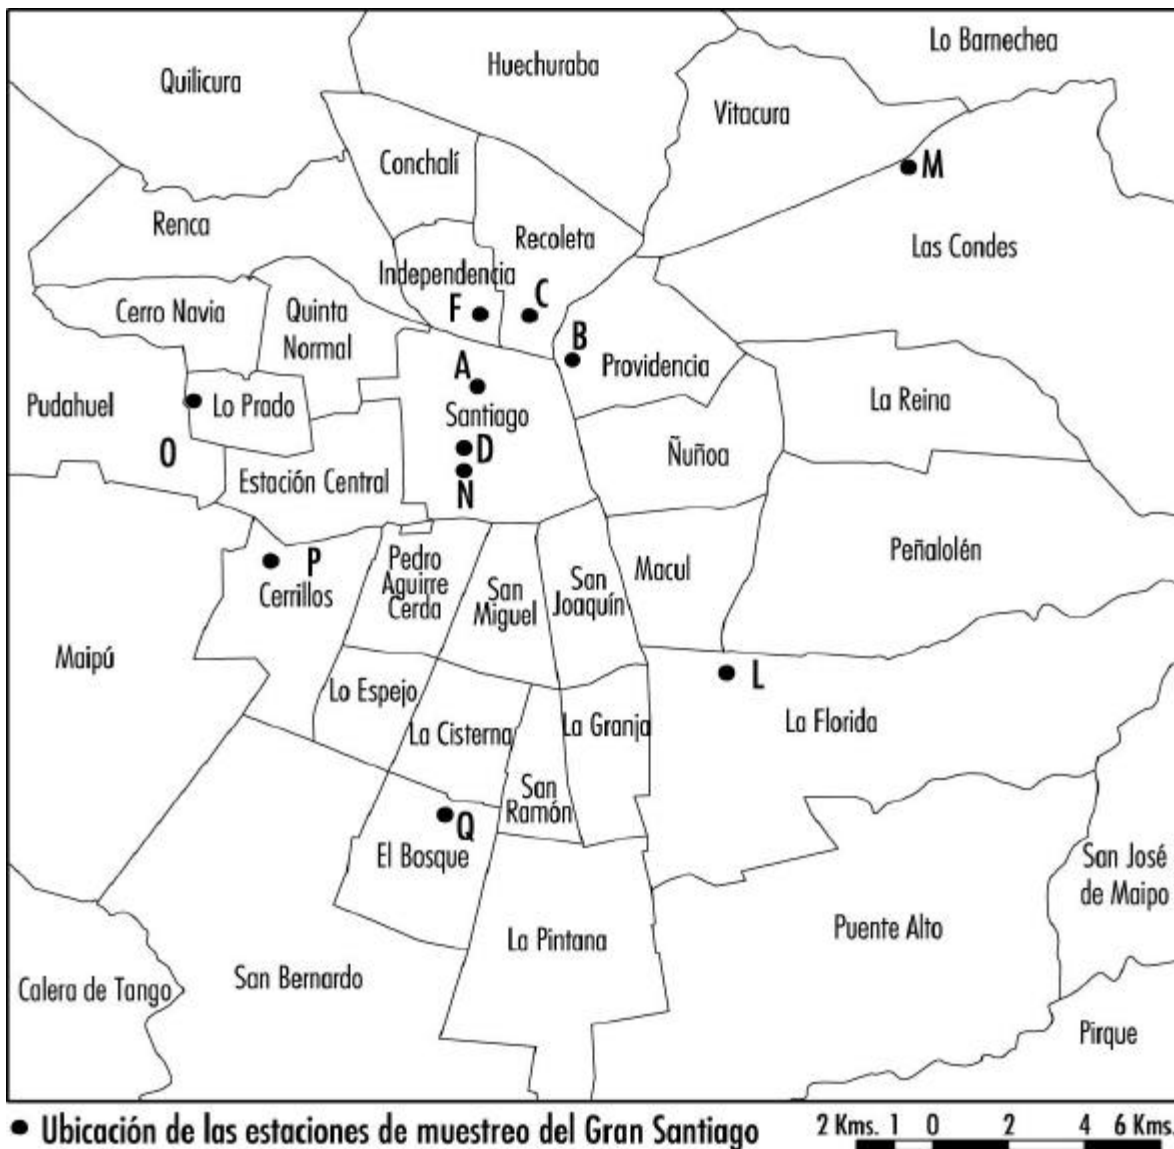 Lo Barnechea
Huechuraba
Quilicura
Vitacura
Conchalí
M
Renca
Recoleta
Las Condes
Independencia
Cerro Navia
Quinta
Normal
F
C
B
Providencia
A
Pudahuel
Lo Prado
Santiago
La Reina
O
D
Ñuñoa
Estación Central
N
Pedro
Aguirre
Cerda
San
Miguel
San
Joaquín
Macul
Peñalolén
P
Cerrillos
Maipú
L
Lo Espejo
La Cisterna
La Granja
La Florida
San
Ramón
Q
El Bosque
San José
de Maipo
La Pintana
Puente Alto
San Bernardo
Calera de Tango
Pirque
Ubicación de las estaciones de muestreo del Gran Santiago
2 Kms. 1 0 2 4 6 Kms.